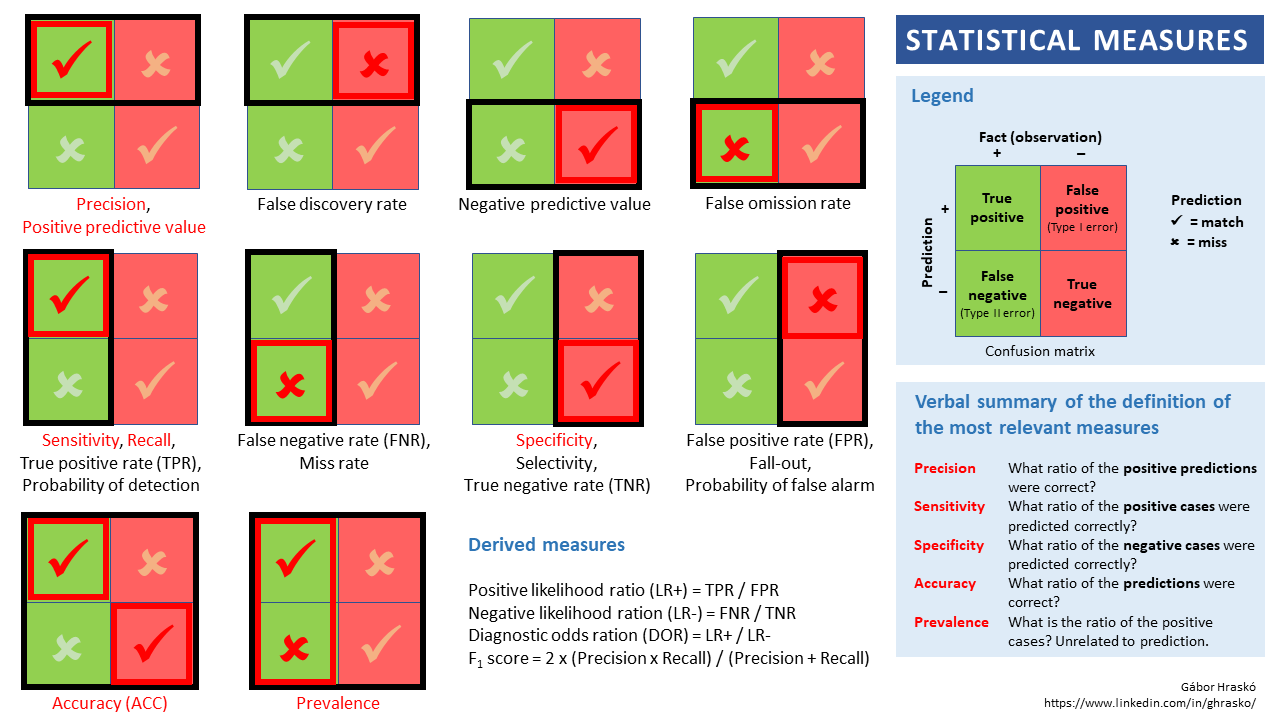 STATISTICAL MEASURES
Precision,
Positive predictive value
False discovery rate
Negative predictive value
False omission rate
Sensitivity, Recall,
True positive rate (TPR),
Probability of detection
False negative rate (FNR),
Miss rate
Specificity,
Selectivity,
True negative rate (TNR)
False positive rate (FPR),
Fall-out,
Probability of false alarm
Accuracy (ACC)
Prevalence
Derived measures
Positive likelihood ratio (LR+) = TPR / FPR
Negative likelihood ration (LR-) = FNR / TNR
Diagnostic odds ration (DOR) = LR+ / LR-
F₁ score = 2 x (Precision x Recall) / (Precision + Recall)
Legend
Fact (observation)
+ –
Prediction
+
–
True
positive
False
positive
(Type I error)
False
negative
(Type II error)
True
negative
Confusion matrix
Prediction
✓ = match
✖ = miss
Verbal summary of the definition of
the most relevant measures
Precision What ratio of the positive predictions
were correct?
Sensitivity What ratio of the positive cases were
predicted correctly?
Specificity What ratio of the negative cases were
predicted correctly?
Accuracy What ratio of the predictions were
correct?
Prevalence What is the ratio of the positive
cases? Unrelated to prediction.
Gábor Hraskó
https://www.linkedin.com/in/ghrasko/